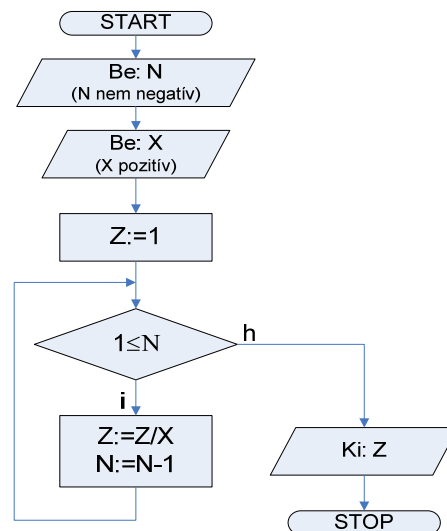 START
Be: N
(N nem negatív)
Be: X
(X pozitív)
Z:=1
1≤N
h
i
Z:=Z/X
N:=N-1
Ki: Z
STOP